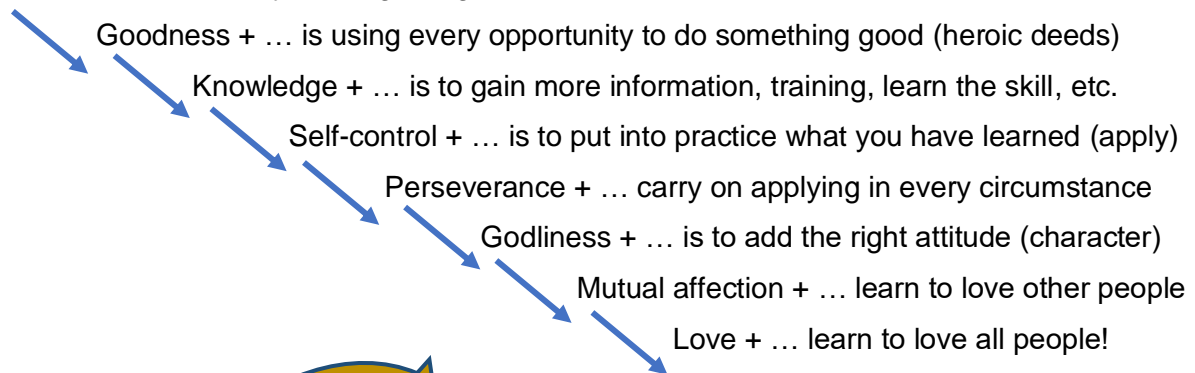 Goodness + … is using every opportunity to do something good (heroic deeds)
Knowledge + … is to gain more information, training, learn the skill, etc.
Self-control + … is to put into practice what you have learned (apply)
Perseverance + … carry on applying in every circumstance
Godliness + … is to add the right attitude (character)
Mutual affection + … learn to love other people
Love + … learn to love all people!